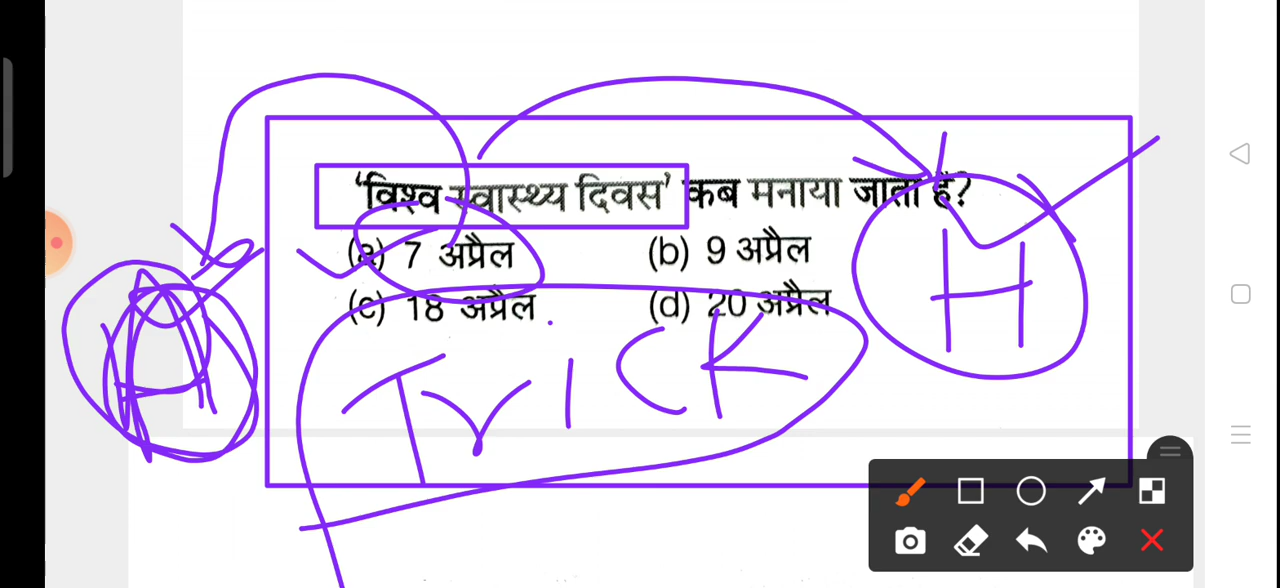 'विश्व स्वास्थ्य दिवस' कब मनाया जाता है?
(a) 7 अप्रैल (b) 9 अप्रैल
(c) 18 अप्रैल (d) 20 अप्रैल
H
A
TrICK